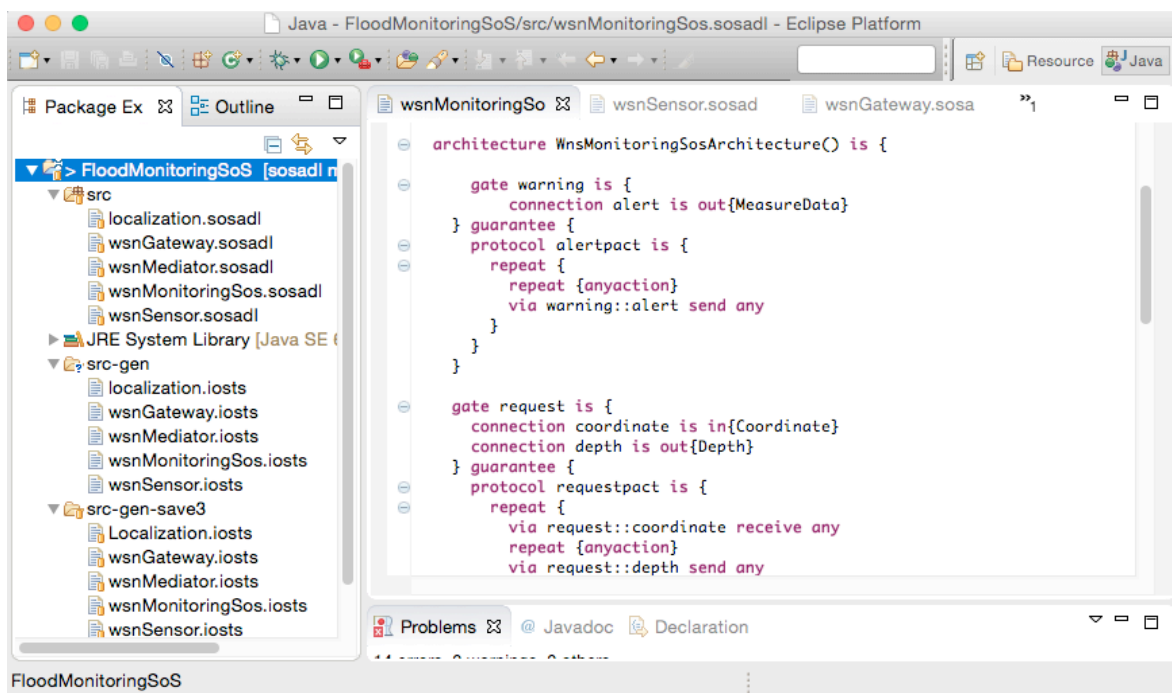 Java - FloodMonitoringSoS/src/wsnMonitoringSos.sosadl - Eclipse Platform
Resource Java
Package Ex Outline
> FloodMonitoringSoS [sosadl n
src
localization.sosadl
wsnGateway.sosadl
wsnMediator.sosadl
wsnMonitoringSos.sosadl
wsnSensor.sosadl
JRE System Library [Java SE 6
src-gen
localization.iosts
wsnGateway.iosts
wsnMediator.iosts
wsnMonitoringSos.iosts
wsnSensor.iosts
src-gen-save3
Localization.iosts
wsnGateway.iosts
wsnMediator.iosts
wsnMonitoringSos.iosts
wsnSensor.iosts
wsnMonitoringSo wsnSensor.sosad wsnGateway.sosa »1
architecture WnsMonitoringSosArchitecture() is {
gate warning is {
connection alert is out{MeasureData}
} guarantee {
protocol alertpact is {
repeat {
repeat {anyaction}
via warning::alert send any
}
}
}
gate request is {
connection coordinate is in{Coordinate}
connection depth is out{Depth}
} guarantee {
protocol requestpact is {
repeat {
via request::coordinate receive any
repeat {anyaction}
via request::depth send any
Problems @ Javadoc Declaration
FloodMonitoringSoS